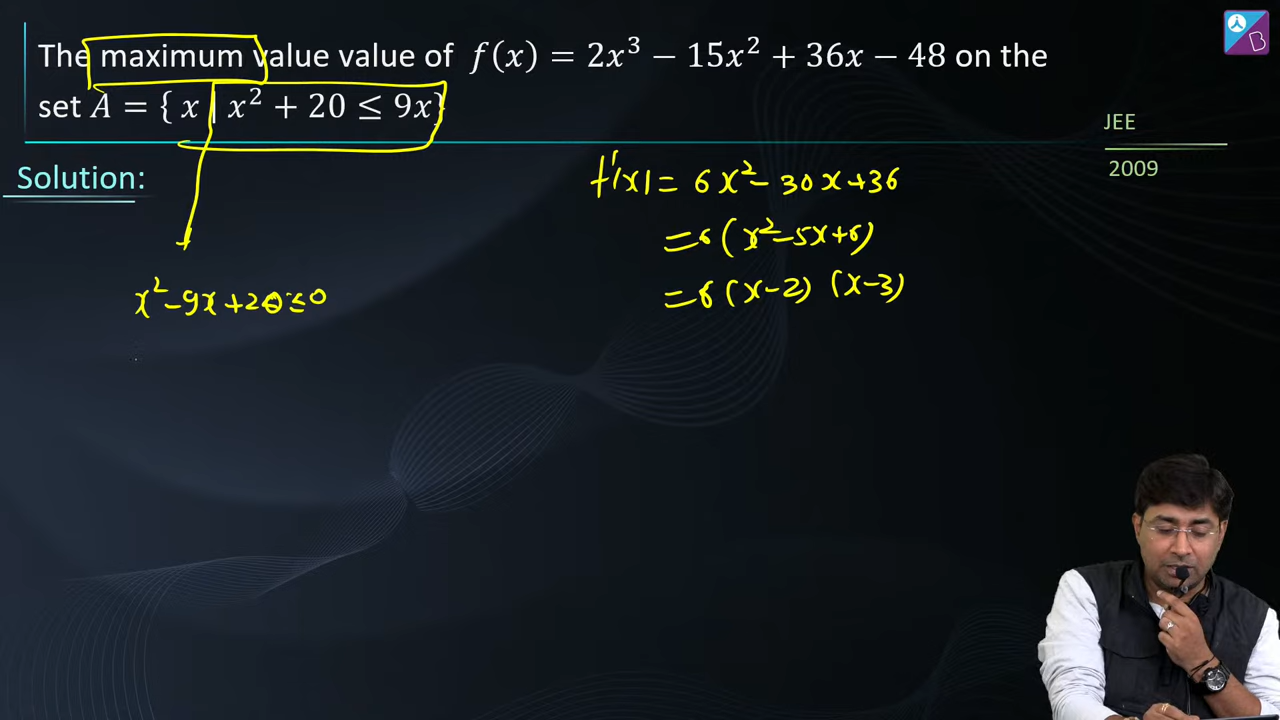 The maximum value value of f(x) = 2x³ − 15x² + 36x − 48 on the
set A = { x | x² + 20 ≤ 9x}
JEE
2009
Solution:
f'(x) = 6x² − 30x + 36
= 6(x² − 5x + 6)
= 6(x−2) (x−3)
x² − 9x + 20 ≤ 0
B